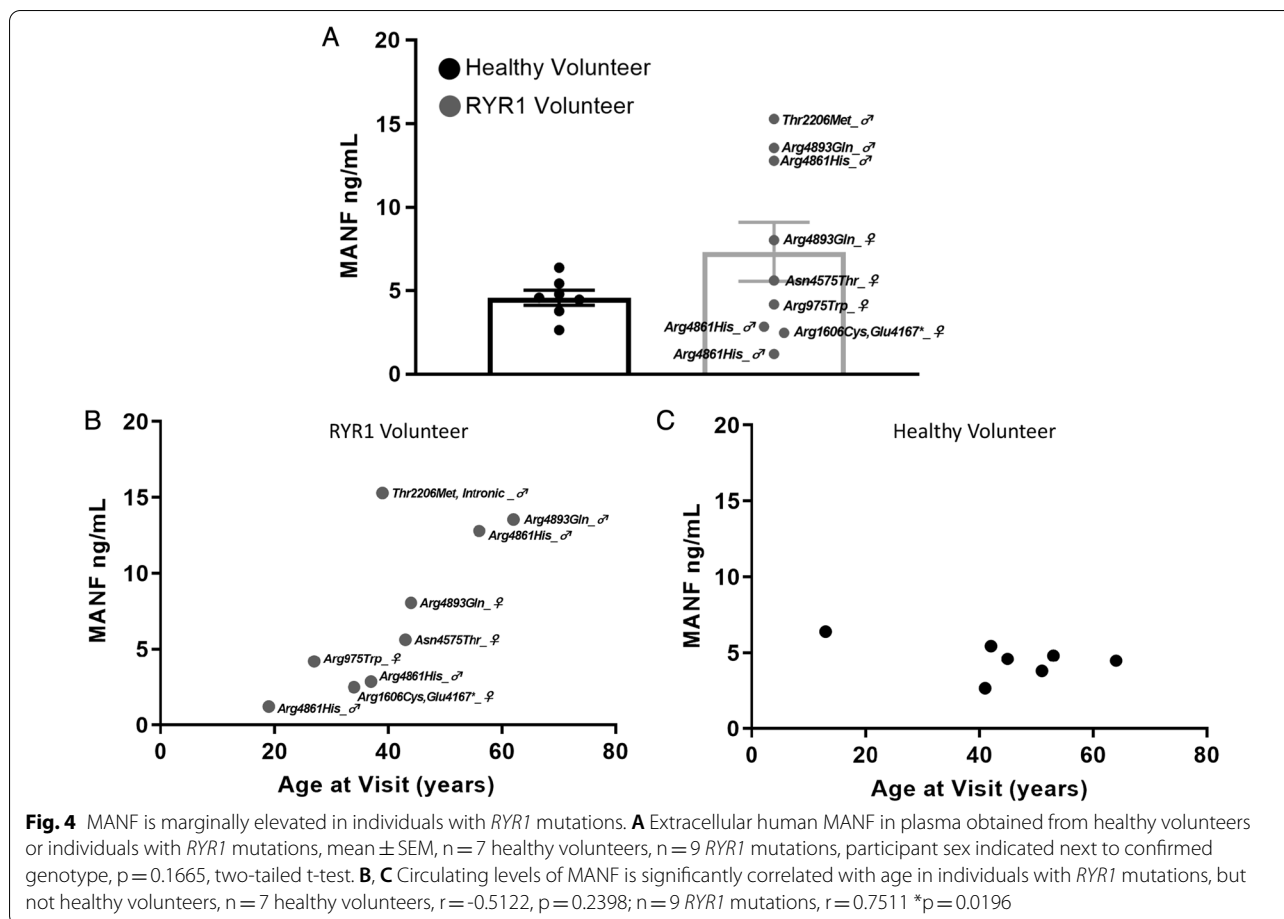 A
20
15
10
5
0
MANF ng/mL
Healthy Volunteer
RYR1 Volunteer
Thr2206Met_♂
Arg4893Gln_♂
Arg4861His_♂
Arg4893Gln_♀
Asn4575Thr_♀
Arg975Trp_♀
Arg4861His_♂
Arg1606Cys,Glu4167*_♀
Arg4861His_♂
B
RYR1 Volunteer
20
15
10
5
0
MANF ng/mL
Thr2206Met, Intronic_♂
Arg4893Gln_♂
Arg4861His_♂
Arg4893Gln_♀
Asn4575Thr_♀
Arg975Trp_♀
Arg4861His_♂
Arg1606Cys,Glu4167*_♀
Arg4861His_♂
0 20 40 60 80
Age at Visit (years)
C
Healthy Volunteer
20
15
10
5
0
MANF ng/mL
0 20 40 60 80
Age at Visit (years)
Fig. 4 MANF is marginally elevated in individuals with RYR1 mutations. A Extracellular human MANF in plasma obtained from healthy volunteers
or individuals with RYR1 mutations, mean ± SEM, n = 7 healthy volunteers, n = 9 RYR1 mutations, participant sex indicated next to confirmed
genotype, p = 0.1665, two-tailed t-test. B, C Circulating levels of MANF is significantly correlated with age in individuals with RYR1 mutations, but
not healthy volunteers, n = 7 healthy volunteers, r = -0.5122, p = 0.2398; n = 9 RYR1 mutations, r = 0.7511 *p = 0.0196